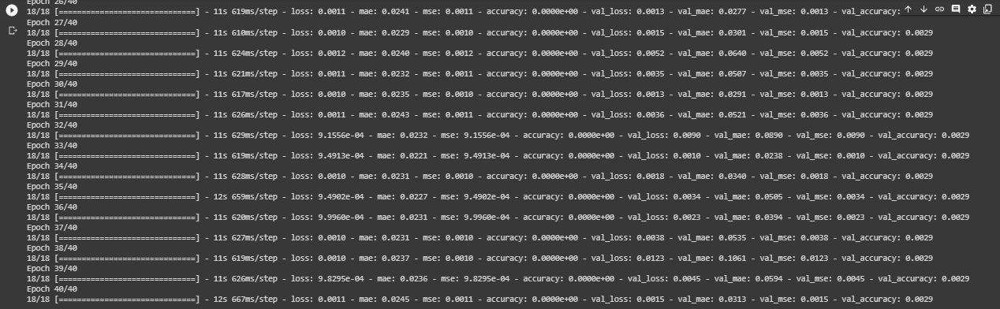 Epoch 26/40
18/18 [==============================] - 11s 619ms/step - loss: 0.0011 - mae: 0.0241 - mse: 0.0011 - accuracy: 0.0000e+00 - val_loss: 0.0013 - val_mae: 0.0277 - val_mse: 0.0013 - val_accuracy:
Epoch 27/40
18/18 [==============================] - 11s 610ms/step - loss: 0.0010 - mae: 0.0229 - mse: 0.0010 - accuracy: 0.0000e+00 - val_loss: 0.0015 - val_mae: 0.0301 - val_mse: 0.0015 - val_accuracy: 0.0029
Epoch 28/40
18/18 [==============================] - 11s 624ms/step - loss: 0.0012 - mae: 0.0240 - mse: 0.0012 - accuracy: 0.0000e+00 - val_loss: 0.0052 - val_mae: 0.0640 - val_mse: 0.0052 - val_accuracy: 0.0029
Epoch 29/40
18/18 [==============================] - 11s 621ms/step - loss: 0.0011 - mae: 0.0232 - mse: 0.0011 - accuracy: 0.0000e+00 - val_loss: 0.0035 - val_mae: 0.0507 - val_mse: 0.0035 - val_accuracy: 0.0029
Epoch 30/40
18/18 [==============================] - 11s 617ms/step - loss: 0.0010 - mae: 0.0235 - mse: 0.0010 - accuracy: 0.0000e+00 - val_loss: 0.0013 - val_mae: 0.0291 - val_mse: 0.0013 - val_accuracy: 0.0029
Epoch 31/40
18/18 [==============================] - 11s 626ms/step - loss: 0.0011 - mae: 0.0243 - mse: 0.0011 - accuracy: 0.0000e+00 - val_loss: 0.0036 - val_mae: 0.0521 - val_mse: 0.0036 - val_accuracy: 0.0029
Epoch 32/40
18/18 [==============================] - 11s 629ms/step - loss: 9.1556e-04 - mae: 0.0232 - mse: 9.1556e-04 - accuracy: 0.0000e+00 - val_loss: 0.0090 - val_mae: 0.0890 - val_mse: 0.0090 - val_accuracy: 0.0029
Epoch 33/40
18/18 [==============================] - 11s 619ms/step - loss: 9.4913e-04 - mae: 0.0221 - mse: 9.4913e-04 - accuracy: 0.0000e+00 - val_loss: 0.0010 - val_mae: 0.0238 - val_mse: 0.0010 - val_accuracy: 0.0029
Epoch 34/40
18/18 [==============================] - 11s 628ms/step - loss: 0.0010 - mae: 0.0231 - mse: 0.0010 - accuracy: 0.0000e+00 - val_loss: 0.0018 - val_mae: 0.0340 - val_mse: 0.0018 - val_accuracy: 0.0029
Epoch 35/40
18/18 [==============================] - 12s 659ms/step - loss: 9.4902e-04 - mae: 0.0227 - mse: 9.4902e-04 - accuracy: 0.0000e+00 - val_loss: 0.0034 - val_mae: 0.0505 - val_mse: 0.0034 - val_accuracy: 0.0029
Epoch 36/40
18/18 [==============================] - 11s 620ms/step - loss: 9.9960e-04 - mae: 0.0231 - mse: 9.9960e-04 - accuracy: 0.0000e+00 - val_loss: 0.0023 - val_mae: 0.0394 - val_mse: 0.0023 - val_accuracy: 0.0029
Epoch 37/40
18/18 [==============================] - 11s 627ms/step - loss: 0.0010 - mae: 0.0231 - mse: 0.0010 - accuracy: 0.0000e+00 - val_loss: 0.0038 - val_mae: 0.0535 - val_mse: 0.0038 - val_accuracy: 0.0029
Epoch 38/40
18/18 [==============================] - 11s 619ms/step - loss: 0.0010 - mae: 0.0237 - mse: 0.0010 - accuracy: 0.0000e+00 - val_loss: 0.0123 - val_mae: 0.1061 - val_mse: 0.0123 - val_accuracy: 0.0029
Epoch 39/40
18/18 [==============================] - 11s 626ms/step - loss: 9.8295e-04 - mae: 0.0236 - mse: 9.8295e-04 - accuracy: 0.0000e+00 - val_loss: 0.0045 - val_mae: 0.0594 - val_mse: 0.0045 - val_accuracy: 0.0029
Epoch 40/40
18/18 [==============================] - 12s 667ms/step - loss: 0.0011 - mae: 0.0245 - mse: 0.0011 - accuracy: 0.0000e+00 - val_loss: 0.0015 - val_mae: 0.0313 - val_mse: 0.0015 - val_accuracy: 0.0029